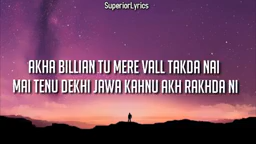 SuperiorLyrics
AKHA BILLIAN TU MERE VALL TAKDA NAI
MAI TENU DEKHI JAWA KAHNU AKH RAKHDA NI